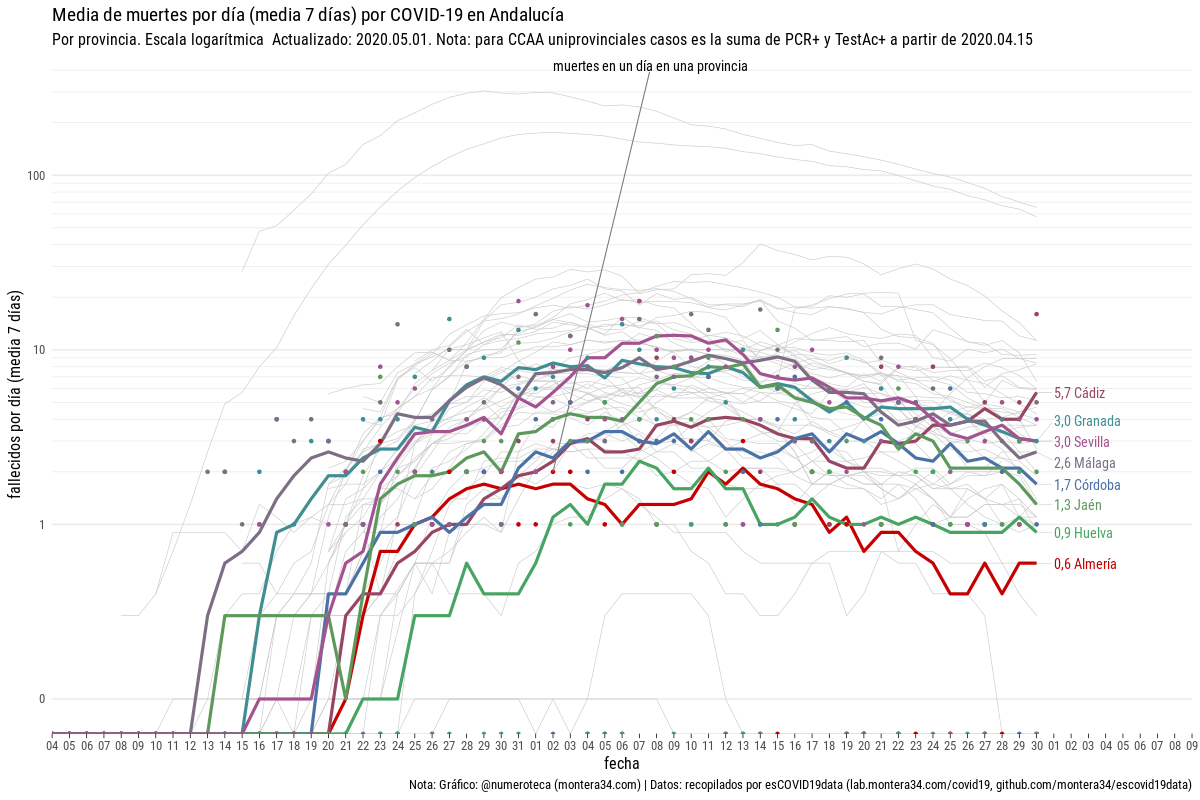 Media de muertes por día (media 7 días) por COVID-19 en Andalucía
Por provincia. Escala logarítmica  Actualizado: 2020.05.01. Nota: para CCAA uniprovinciales casos es la suma de PCR+ y TestAc+ a partir de 2020.04.15
muertes en un día en una provincia
fallecidos por día (media  7 días)
100
10
1
0
5,7 Cádiz
3,0 Granada
3,0 Sevilla
2,6 Málaga
1,7 Córdoba
1,3 Jaén
0,9 Huelva
0,6 Almería
04 05 06 07 08 09 10 11 12 13 14 15 16 17 18 19 20 21 22 23 24 25 26 27 28 29 30 31 01 02 03 04 05 06 07 08 09 10 11 12 13 14 15 16 17 18 19 20 21 22 23 24 25 26 27 28 29 30 01 02 03 04 05 06 07 08 09
fecha
Nota: Gráfico: @numeroteca (montera34.com) | Datos: recopilados por esCOVID19data (lab.montera34.com/covid19, github.com/montera34/escovid19data)